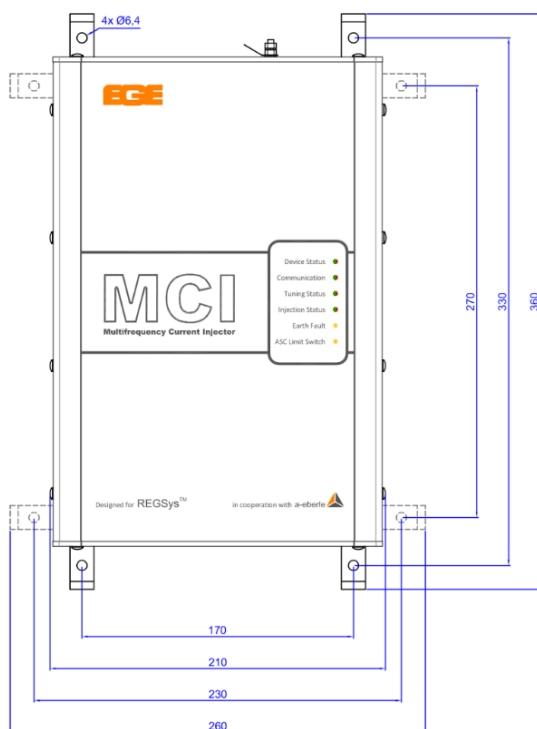 4x Ø6,4
EGE
Device Status
Communication
Tuning Status
Injection Status
Earth Fault
ASC Limit Switch
MCI
Multifrequency Current Injector
270
330
360
Designed for REGSys™
in cooperation with a-eberle
170
210
230
260